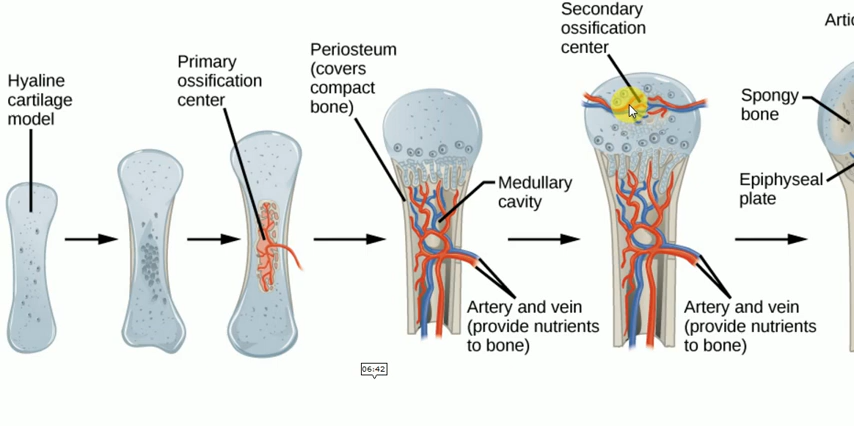 Hyaline
cartilage
model
Primary
ossification
center
Periosteum
(covers
compact
bone)
Medullary
cavity
Artery and vein
(provide nutrients
to bone)
Secondary
ossification
center
Artery and vein
(provide nutrients
to bone)
Spongy
bone
Epiphyseal
plate
06:42